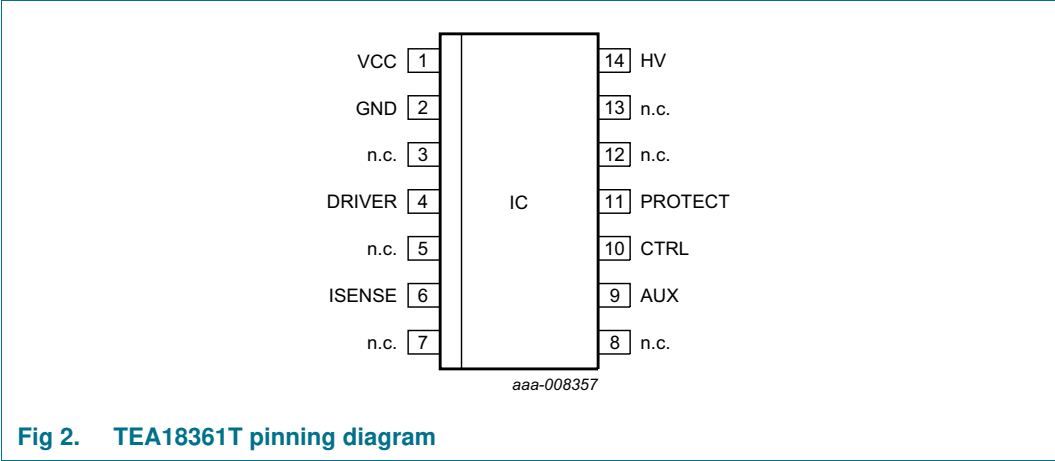 VCC 1 14 HV
GND 2 13 n.c.
n.c. 3 12 n.c.
DRIVER 4 IC 11 PROTECT
n.c. 5 10 CTRL
ISENSE 6 9 AUX
n.c. 7 8 n.c.
aaa-008357
Fig 2. TEA18361T pinning diagram